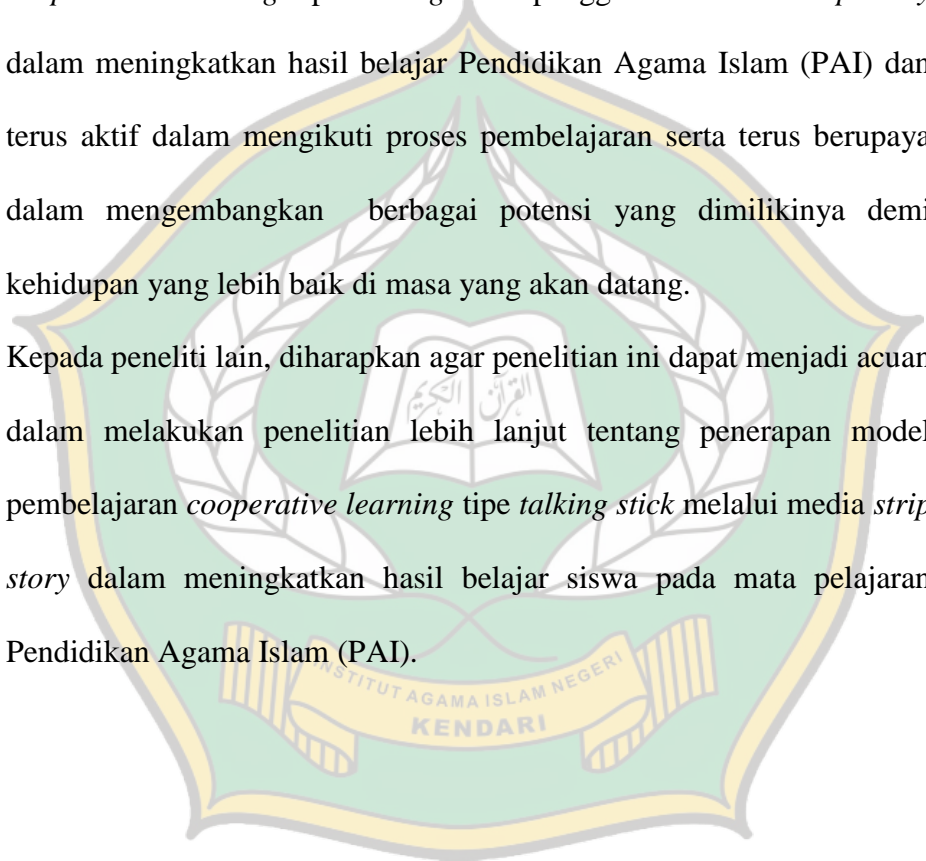 dalam meningkatkan hasil belajar Pendidikan Agama Islam (PAI) dan
terus aktif dalam mengikuti proses pembelajaran serta terus berupaya
dalam mengembangkan berbagai potensi yang dimilikinya demi
kehidupan yang lebih baik di masa yang akan datang.
Kepada peneliti lain, diharapkan agar penelitian ini dapat menjadi acuan
القرآن الكريم
dalam melakukan penelitian lebih lanjut tentang penerapan model
pembelajaran cooperative learning tipe talking stick melalui media strip
story dalam meningkatkan hasil belajar siswa pada mata pelajaran
Pendidikan Agama Islam (PAI).
INSTITUT AGAMA ISLAM NEGERI
KENDARI